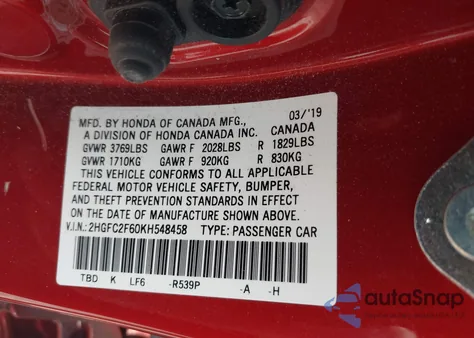 MFD. BY HONDA OF CANADA MFG., 03/'19
A DIVISION OF HONDA CANADA INC. CANADA
GVWR 3769LBS GAWR F 2028LBS R 1829LBS
GVWR 1710KG GAWR F 920KG R 830KG
THIS VEHICLE CONFORMS TO ALL APPLICABLE
FEDERAL MOTOR VEHICLE SAFETY, BUMPER,
AND THEFT PREVENTION STANDARDS IN EFFECT
ON THE DATE OF MANUFACTURE SHOWN ABOVE.
V.I.N.: 2HGFC2F60KH548458 TYPE: PASSENGER CAR
TBD K LF6 -R539P -A -H
autoSnap